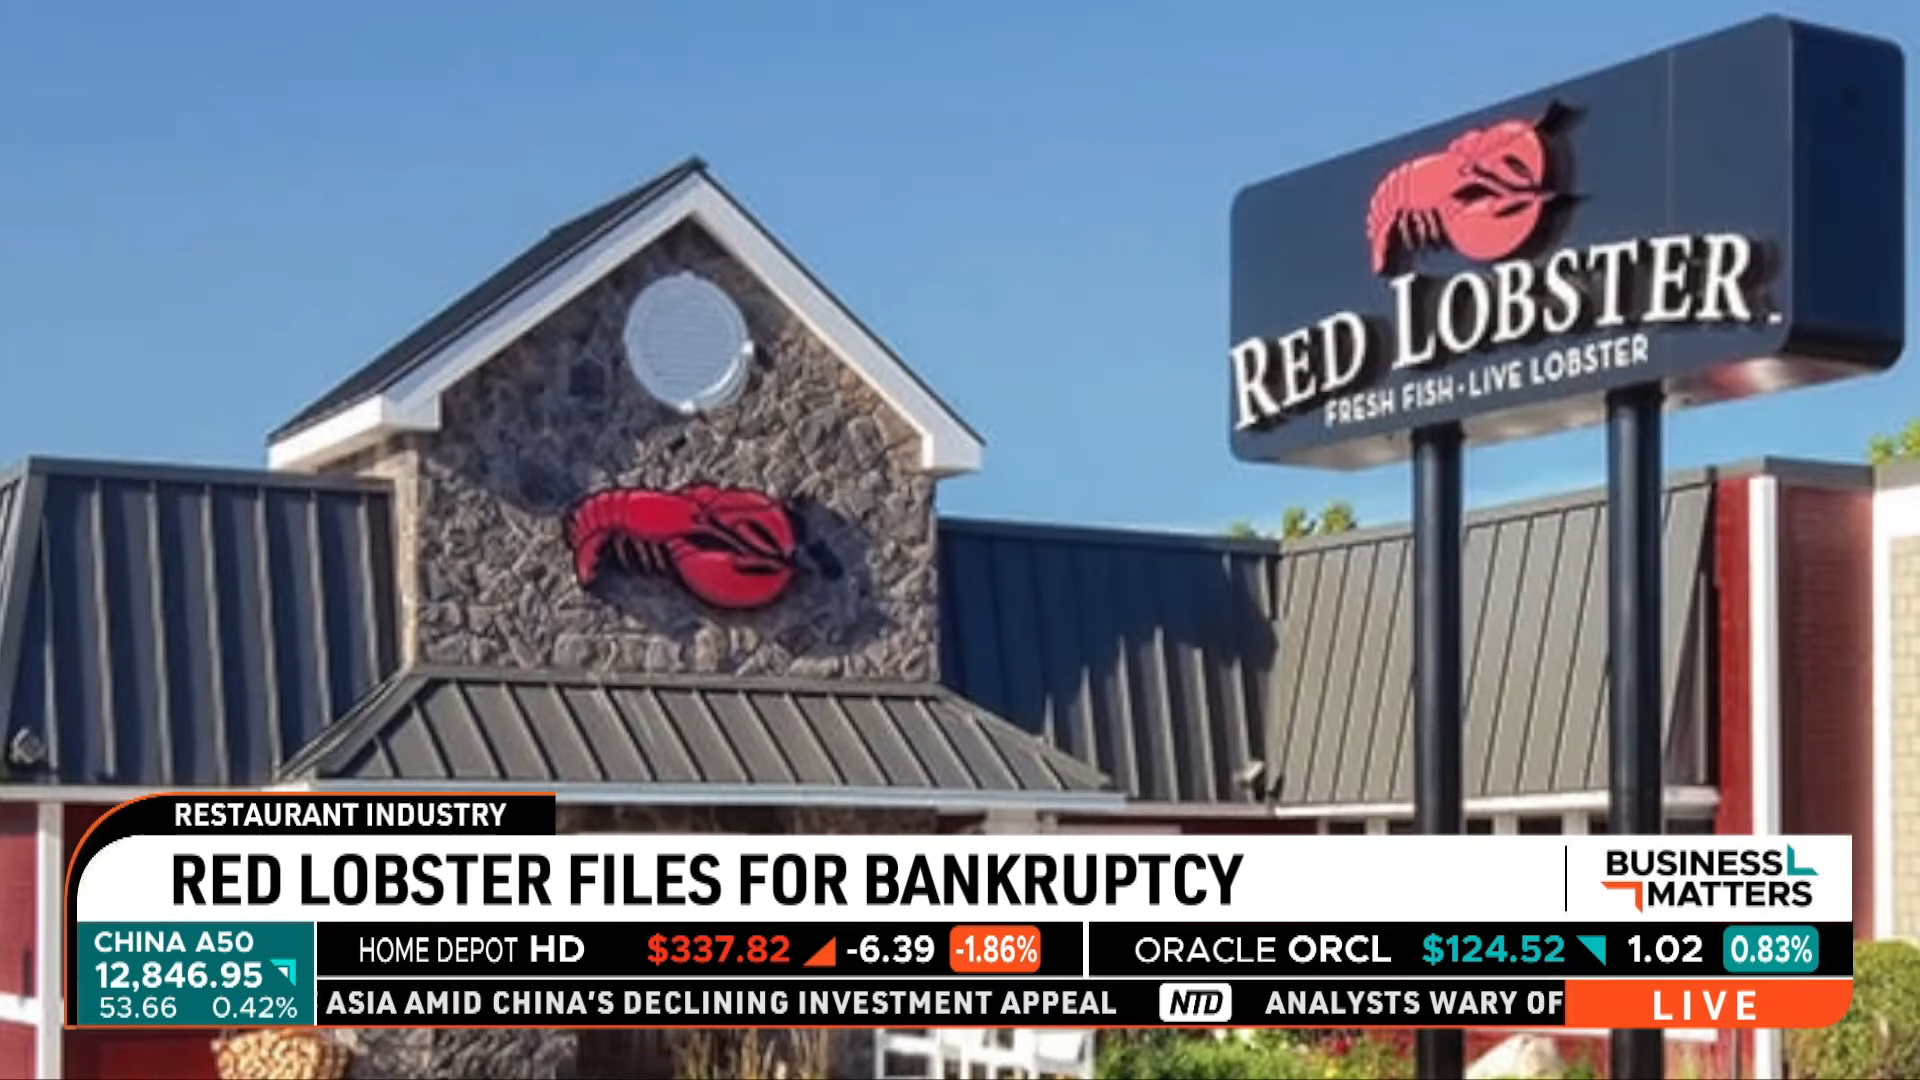 RED LOBSTER
FRESH FISH · LIVE LOBSTER
RESTAURANT INDUSTRY
RED LOBSTER FILES FOR BANKRUPTCY
BUSINESS
MATTERS
CHINA A50
12,846.95
53.66 0.42%
HOME DEPOT HD $337.82 -6.39 -1.86%
ORACLE ORCL $124.52 1.02 0.83%
ASIA AMID CHINA'S DECLINING INVESTMENT APPEAL NTD ANALYSTS WARY OF
LIVE